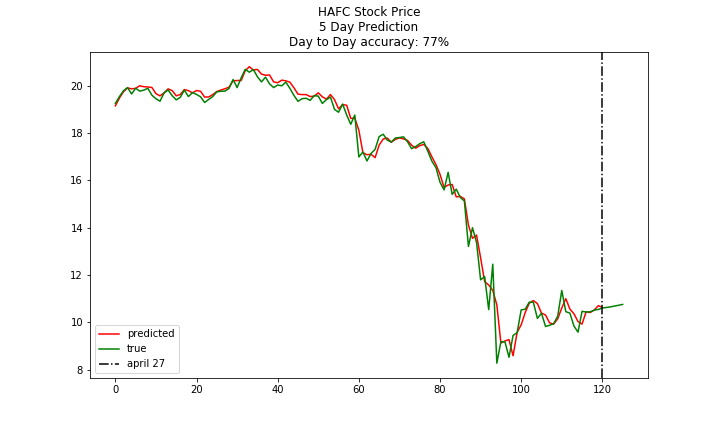 HAFC Stock Price
5 Day Prediction
Day to Day accuracy: 77%
20
18
16
14
12
10
8
predicted
true
april 27
0 20 40 60 80 100 120